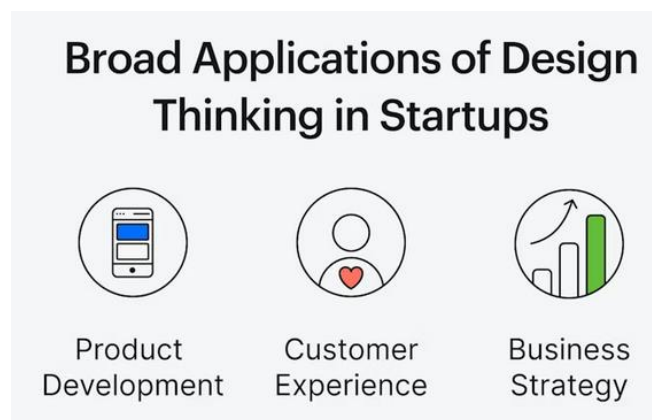 Broad Applications of Design
Thinking in Startups
Product
Development
Customer
Experience
Business
Strategy